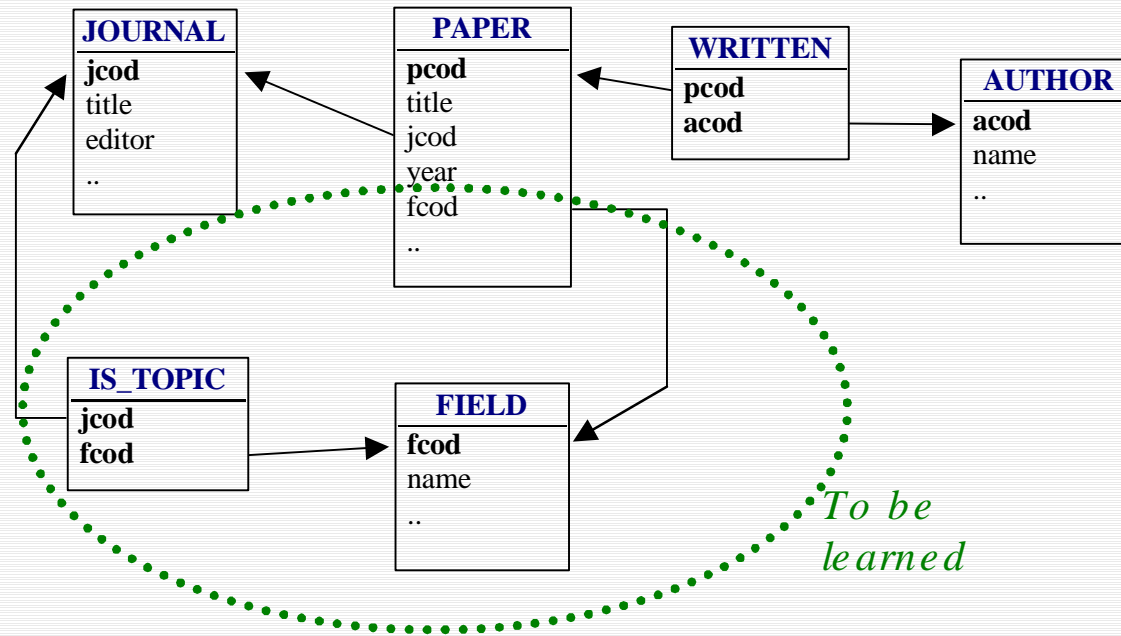 JOURNAL
jcod
title
editor
..
PAPER
pcod
title
jcod
year
fcod
..
WRITTEN
pcod
acod
AUTHOR
acod
name
..
IS_TOPIC
jcod
fcod
FIELD
fcod
name
..
To be
learned